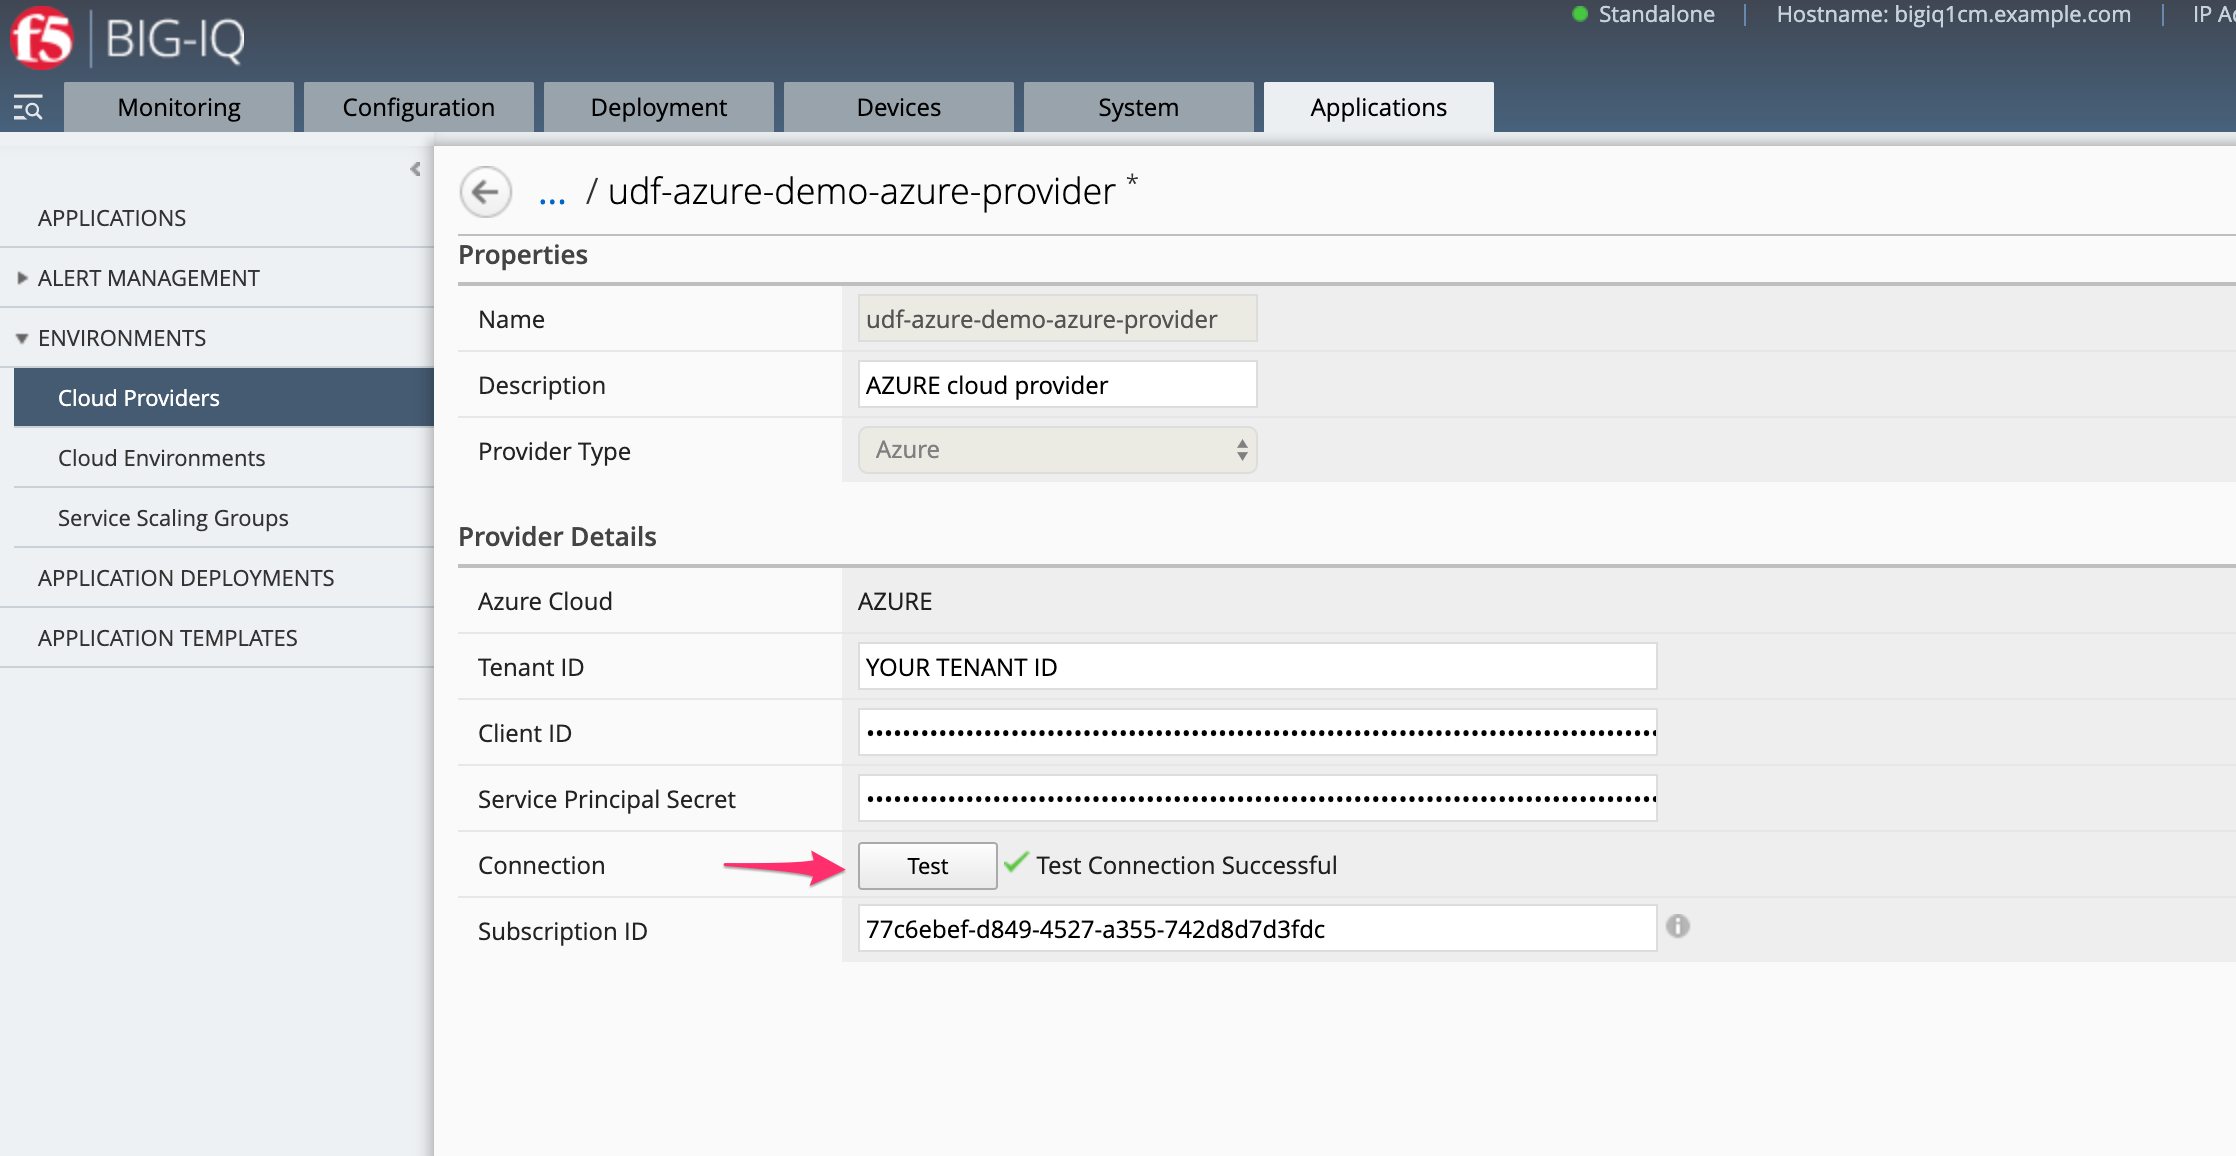 f5 BIG-IQ
Standalone | Hostname: bigiq1cm.example.com | IP
Monitoring Configuration Deployment Devices System Applications
APPLICATIONS
ALERT MANAGEMENT
ENVIRONMENTS
Cloud Providers
Cloud Environments
Service Scaling Groups
APPLICATION DEPLOYMENTS
APPLICATION TEMPLATES
... / udf-azure-demo-azure-provider *
Properties
Name udf-azure-demo-azure-provider
Description AZURE cloud provider
Provider Type Azure
Provider Details
Azure Cloud AZURE
Tenant ID YOUR TENANT ID
Client ID
Service Principal Secret
Connection Test Test Connection Successful
Subscription ID 77c6ebef-d849-4527-a355-742d8d7d3fdc